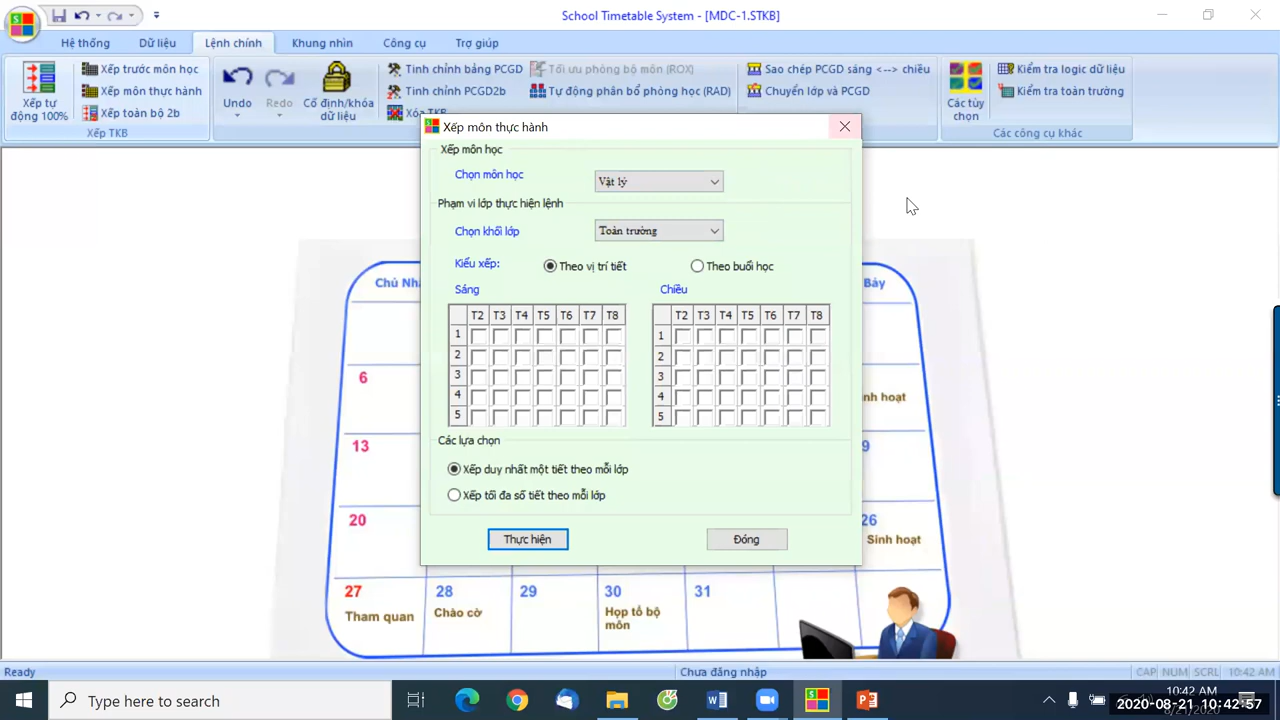 School Timetable System - [MDC-1.STKB]
Hệ thống Dữ liệu Lệnh chính Khung nhìn Công cụ Trợ giúp
Xếp tự động 100%
Xếp trước môn học
Xếp môn thực hành
Xếp toàn bộ 2b
Xếp TKB
Undo
Redo
Cố định/khóa dữ liệu
Tinh chỉnh bảng PCGD
Tinh chỉnh PCGD2b
Xóa TKB
Tối ưu phòng bộ môn (ROX)
Tự động phân bổ phòng học (RAD)
Sao chép PCGD sáng <--> chiều
Chuyển lớp và PCGD
Các tùy chọn
Kiểm tra logic dữ liệu
Kiểm tra toàn trường
Các công cụ khác
Xếp môn thực hành
Xếp môn học
Chọn môn học Vật lý
Phạm vi lớp thực hiện lệnh
Chọn khối lớp Toàn trường
Kiểu xếp: Theo vị trí tiết Theo buổi học
Sáng Chiều
T2 T3 T4 T5 T6 T7 T8 T2 T3 T4 T5 T6 T7 T8
1 1
2 2
3 3
4 4
5 5
Các lựa chọn
Xếp duy nhất một tiết theo mỗi lớp
Xếp tối đa số tiết theo mỗi lớp
Thực hiện Đóng
Chủ Nhậ Bảy
6
nh hoạt
13 9
20 26
Sinh hoạt
27 28 29 30 31
Tham quan Chào cờ Họp tổ bộ môn
Ready Chưa đăng nhập CAP NUM SCRL 10:42 AM
Type here to search
10:42 AM
2020-08-21 10:42:57